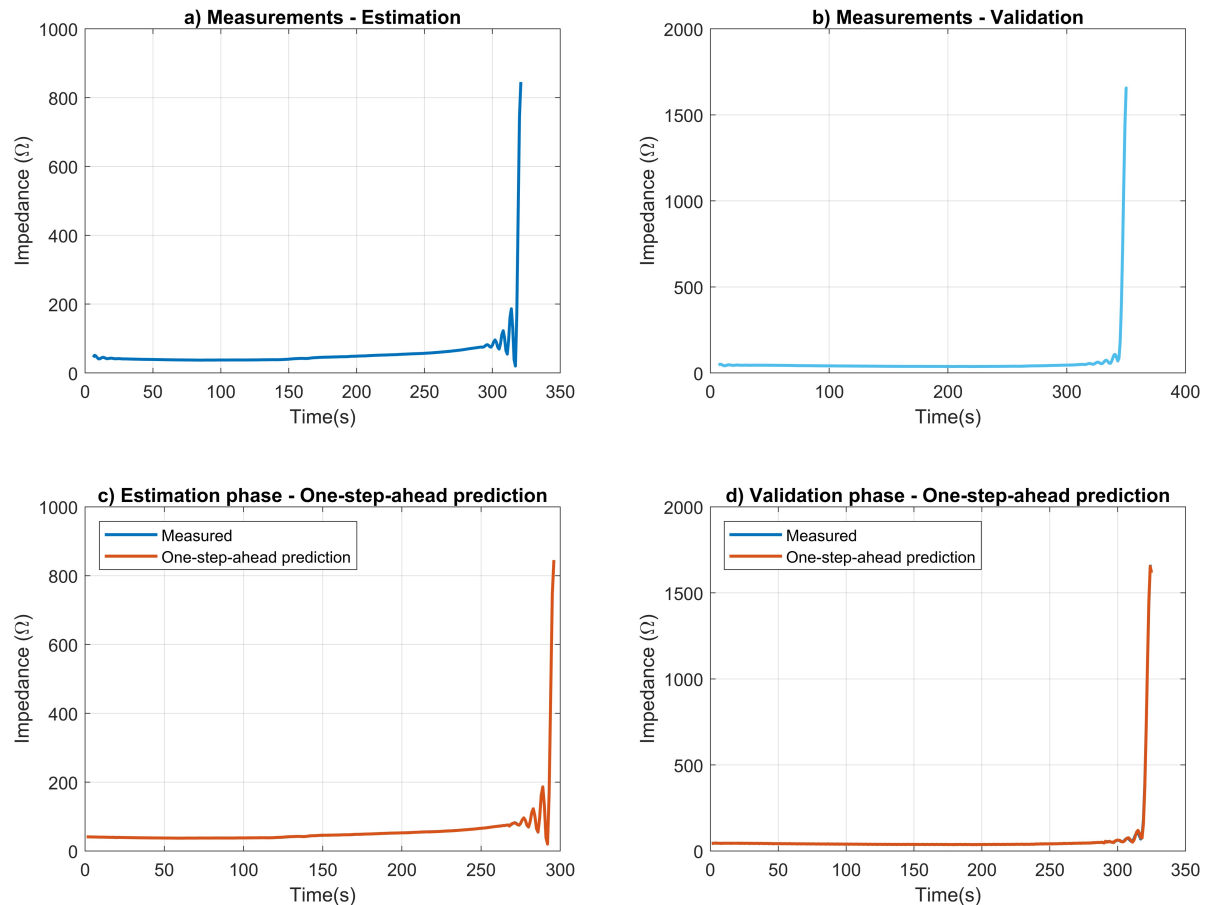 a) Measurements - Estimation
1000
800
600
400
200
0
Impedance (Ω)
0 50 100 150 200 250 300 350
Time(s)
b) Measurements - Validation
2000
1500
1000
500
0
Impedance (Ω)
0 100 200 300 400
Time(s)
c) Estimation phase - One-step-ahead prediction
1000
800
600
400
200
0
Impedance (Ω)
Measured
One-step-ahead prediction
0 50 100 150 200 250 300
Time(s)
d) Validation phase - One-step-ahead prediction
2000
1500
1000
500
0
Impedance (Ω)
Measured
One-step-ahead prediction
0 50 100 150 200 250 300 350
Time(s)